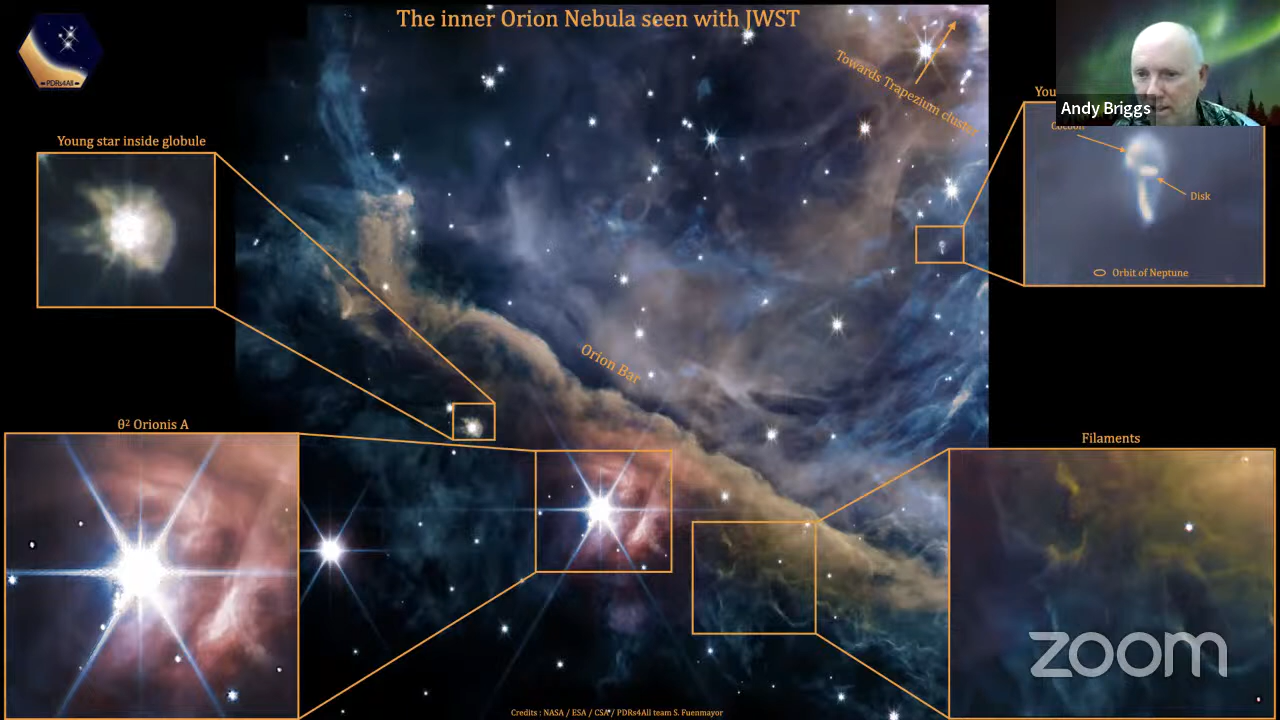 The inner Orion Nebula seen with JWST
PDRs4All
Towards Trapezium cluster
You
Andy Briggs
Cocoon
Young star inside globule
Disk
Orbit of Neptune
Orion Bar
θ² Orionis A
Filaments
zoom
Credits : NASA / ESA / CSA / PDRs4All team S. Fuenmayor